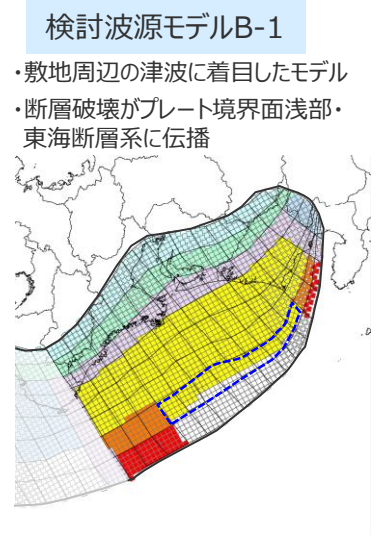 検討波源モデルB-1
・敷地周辺の津波に着目したモデル
・断層破壊がプレート境界面浅部・
東海断層系に伝播